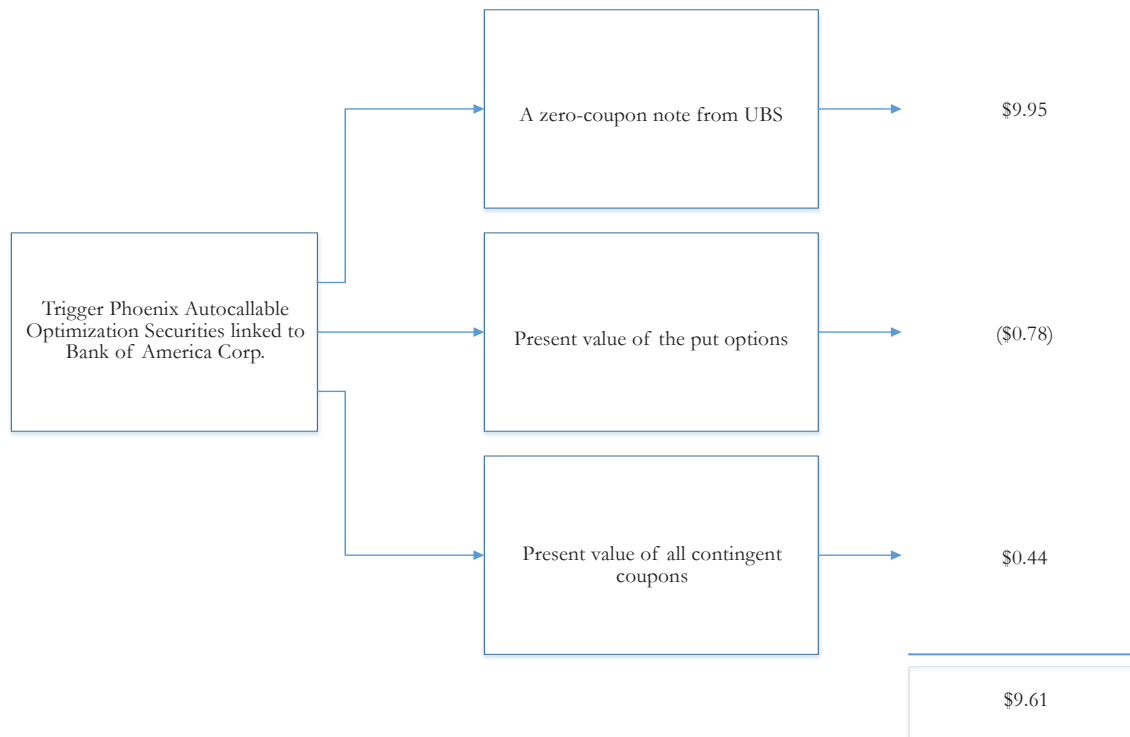 A zero-coupon note from UBS
$9.95
Trigger Phoenix Autocallable
Optimization Securities linked to
Bank of America Corp.
Present value of the put options
($0.78)
Present value of all contingent
coupons
$0.44
$9.61